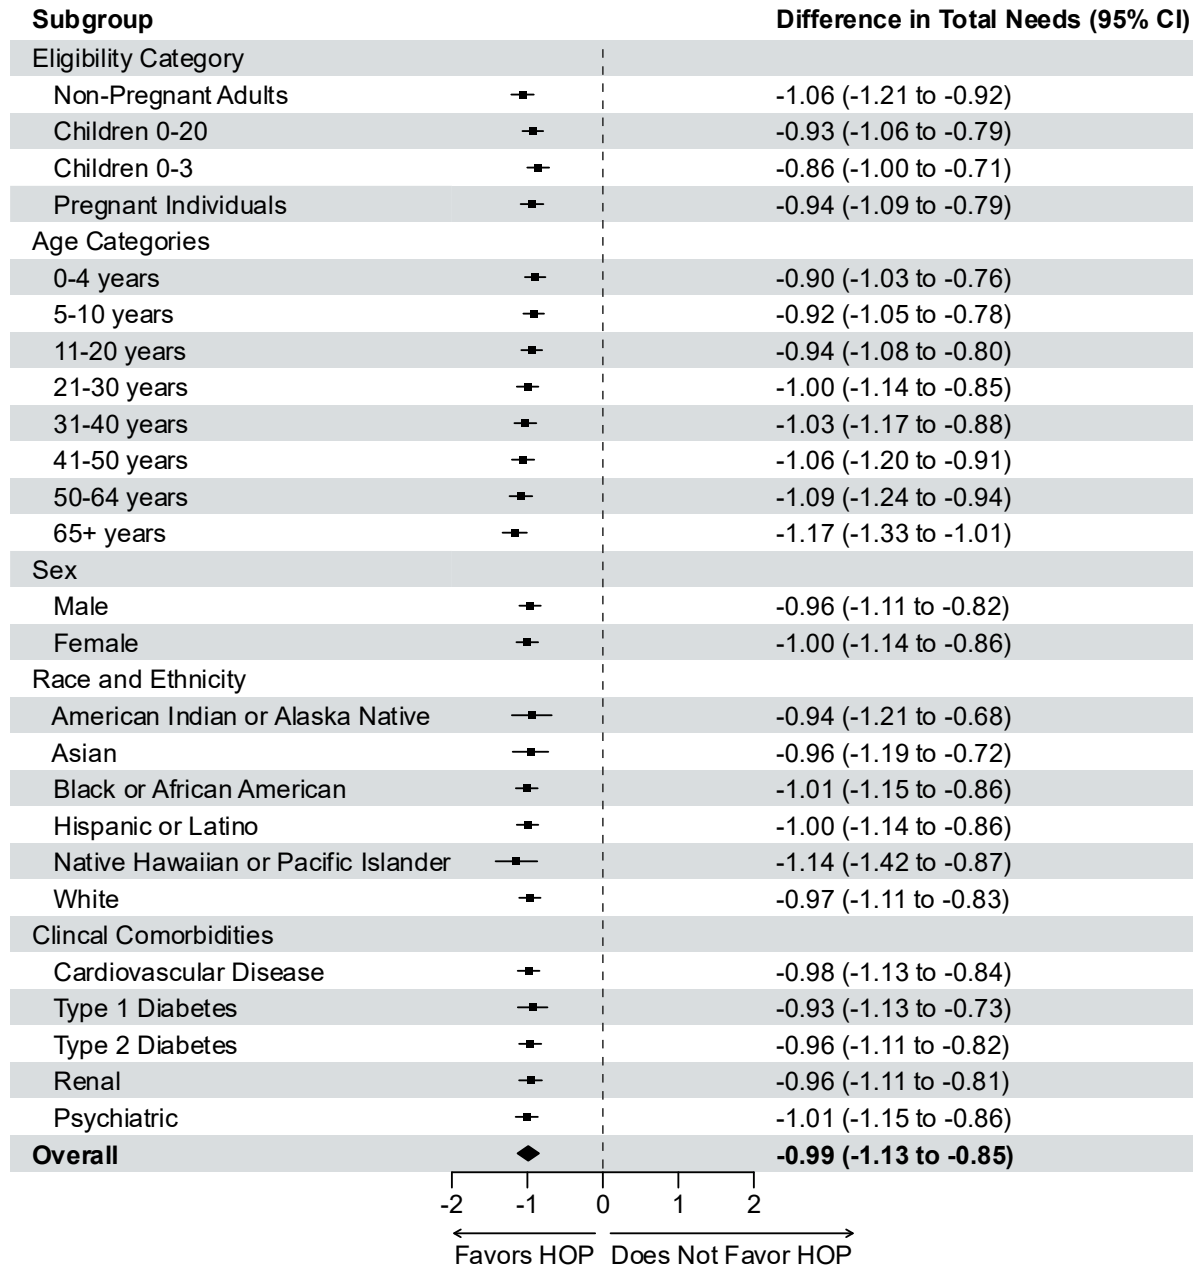 Subgroup Difference in Total Needs (95% CI)
Eligibility Category
Non-Pregnant Adults -1.06 (-1.21 to -0.92)
Children 0-20 -0.93 (-1.06 to -0.79)
Children 0-3 -0.86 (-1.00 to -0.71)
Pregnant Individuals -0.94 (-1.09 to -0.79)
Age Categories
0-4 years -0.90 (-1.03 to -0.76)
5-10 years -0.92 (-1.05 to -0.78)
11-20 years -0.94 (-1.08 to -0.80)
21-30 years -1.00 (-1.14 to -0.85)
31-40 years -1.03 (-1.17 to -0.88)
41-50 years -1.06 (-1.20 to -0.91)
50-64 years -1.09 (-1.24 to -0.94)
65+ years -1.17 (-1.33 to -1.01)
Sex
Male -0.96 (-1.11 to -0.82)
Female -1.00 (-1.14 to -0.86)
Race and Ethnicity
American Indian or Alaska Native -0.94 (-1.21 to -0.68)
Asian -0.96 (-1.19 to -0.72)
Black or African American -1.01 (-1.15 to -0.86)
Hispanic or Latino -1.00 (-1.14 to -0.86)
Native Hawaiian or Pacific Islander -1.14 (-1.42 to -0.87)
White -0.97 (-1.11 to -0.83)
Clincal Comorbidities
Cardiovascular Disease -0.98 (-1.13 to -0.84)
Type 1 Diabetes -0.93 (-1.13 to -0.73)
Type 2 Diabetes -0.96 (-1.11 to -0.82)
Renal -0.96 (-1.11 to -0.81)
Psychiatric -1.01 (-1.15 to -0.86)
Overall -0.99 (-1.13 to -0.85)
-2 -1 0 1 2
Favors HOP Does Not Favor HOP